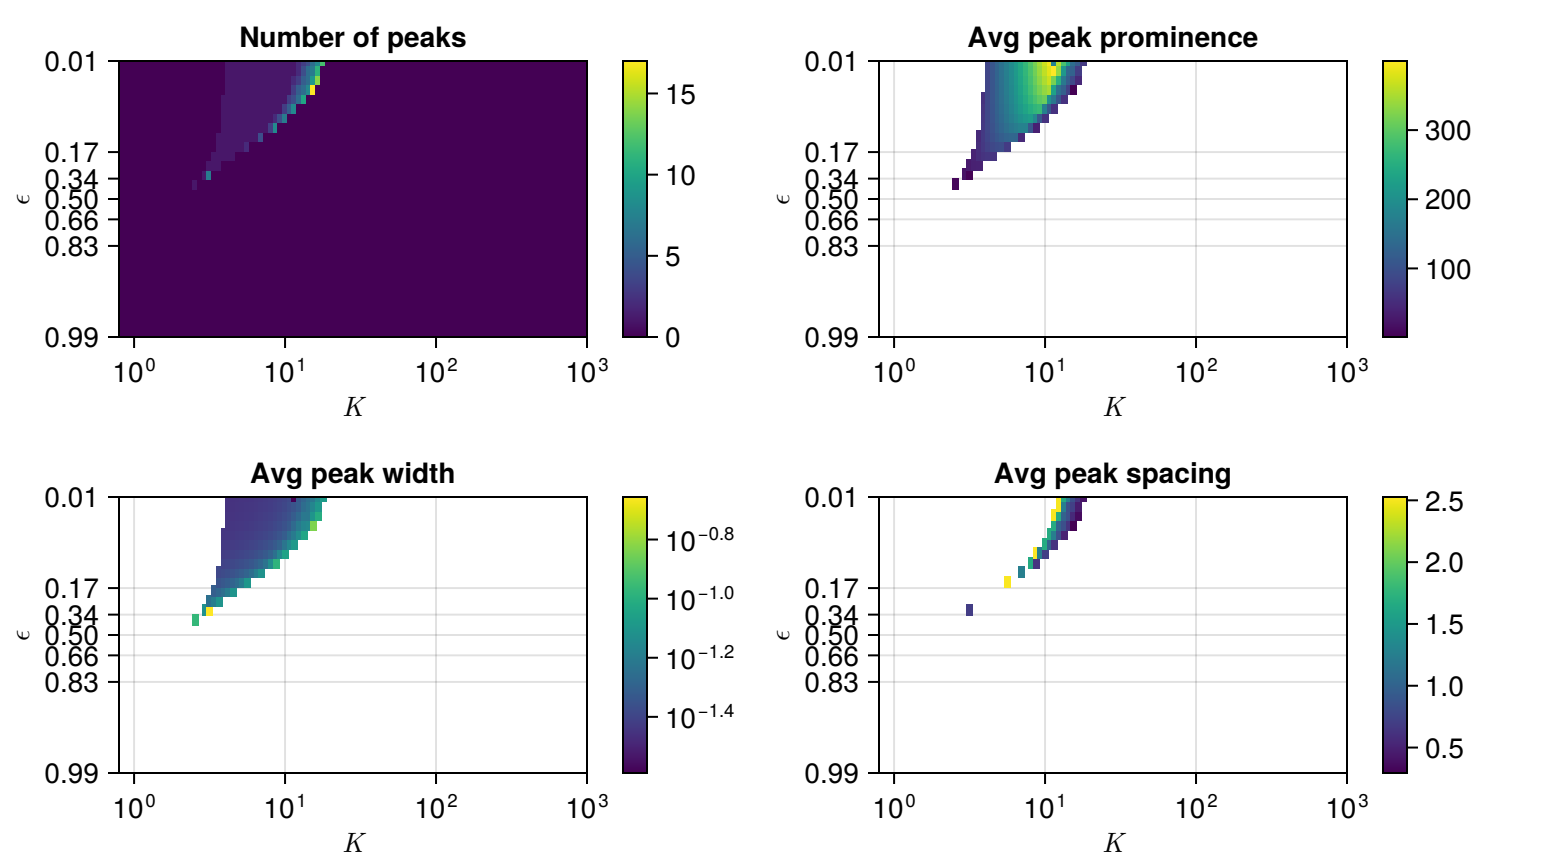 Number of peaks
0.01
0.17
0.34
0.50
0.66
0.83
0.99
ϵ
10⁰ 10¹ 10² 10³
K
15
10
5
0
Avg peak prominence
0.01
0.17
0.34
0.50
0.66
0.83
0.99
ϵ
10⁰ 10¹ 10² 10³
K
300
200
100
Avg peak width
0.01
0.17
0.34
0.50
0.66
0.83
0.99
ϵ
10⁰ 10¹ 10² 10³
K
10⁻⁰·⁸
10⁻¹·⁰
10⁻¹·²
10⁻¹·⁴
Avg peak spacing
0.01
0.17
0.34
0.50
0.66
0.83
0.99
ϵ
10⁰ 10¹ 10² 10³
K
2.5
2.0
1.5
1.0
0.5